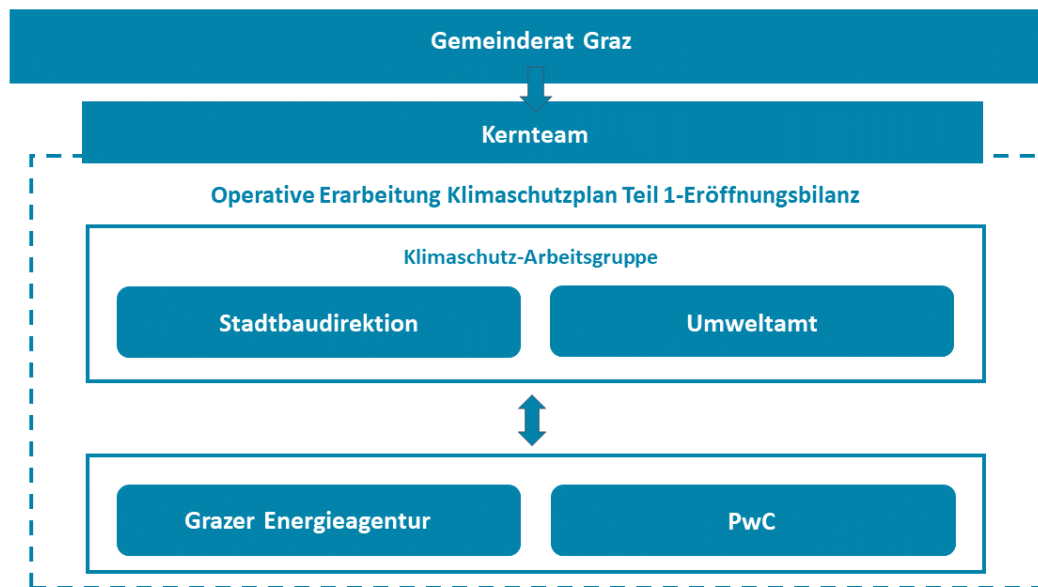 Gemeinderat Graz
Kernteam
Operative Erarbeitung Klimaschutzplan Teil 1-Eröffnungsbilanz
Klimaschutz-Arbeitsgruppe
Stadtbaudirektion
Umweltamt
Grazer Energieagentur
PwC